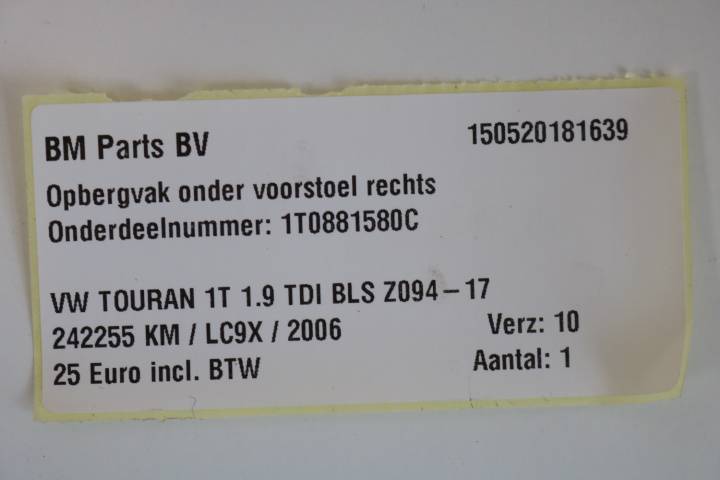 BM Parts BV 150520181639
Opbergvak onder voorstoel rechts
Onderdeelnummer: 1T0881580C
VW TOURAN 1T 1.9 TDI BLS Z094-17
242255 KM / LC9X / 2006 Verz: 10
25 Euro incl. BTW Aantal: 1